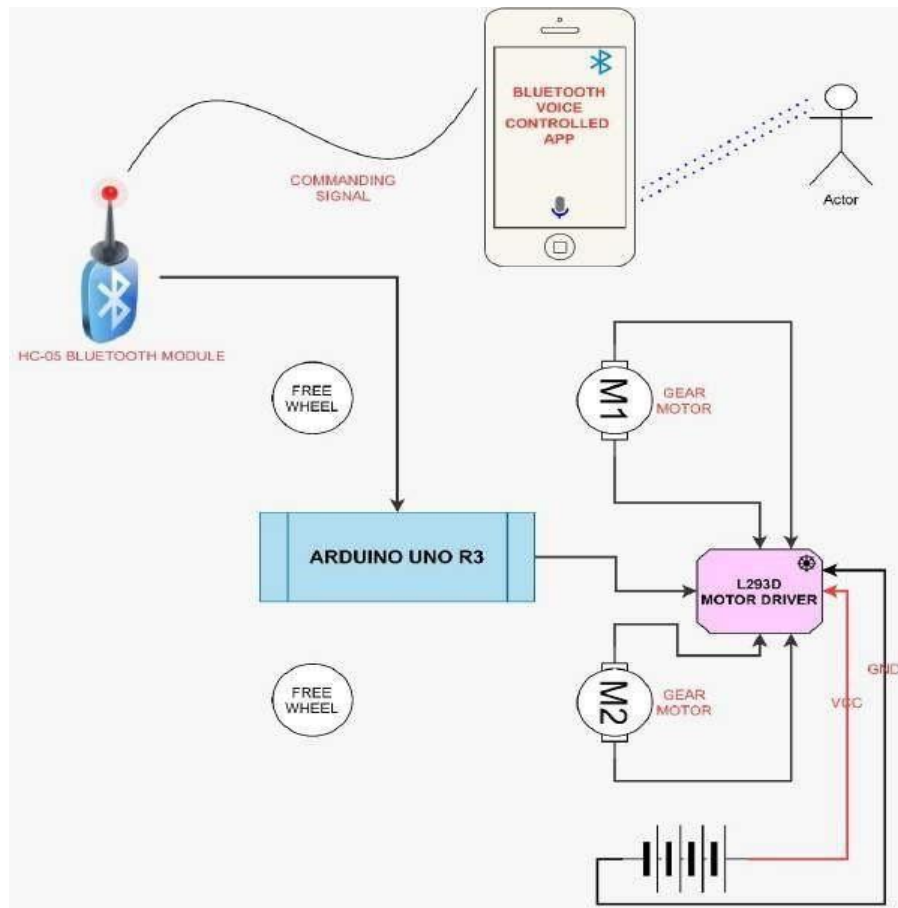 BLUETOOTH
VOICE
CONTROLLED
APP
COMMANDING
SIGNAL
Actor
HC-05 BLUETOOTH MODULE
FREE
WHEEL
M1
GEAR
MOTOR
ARDUINO UNO R3
L293D
MOTOR DRIVER
FREE
WHEEL
M2
GEAR
MOTOR
GND
VCC